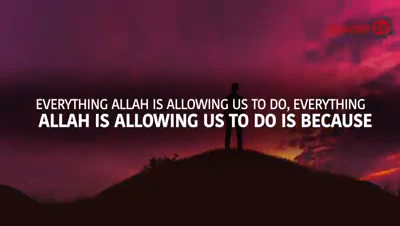 EVERYTHING ALLAH IS ALLOWING US TO DO, EVERYTHING
ALLAH IS ALLOWING US TO DO IS BECAUSE